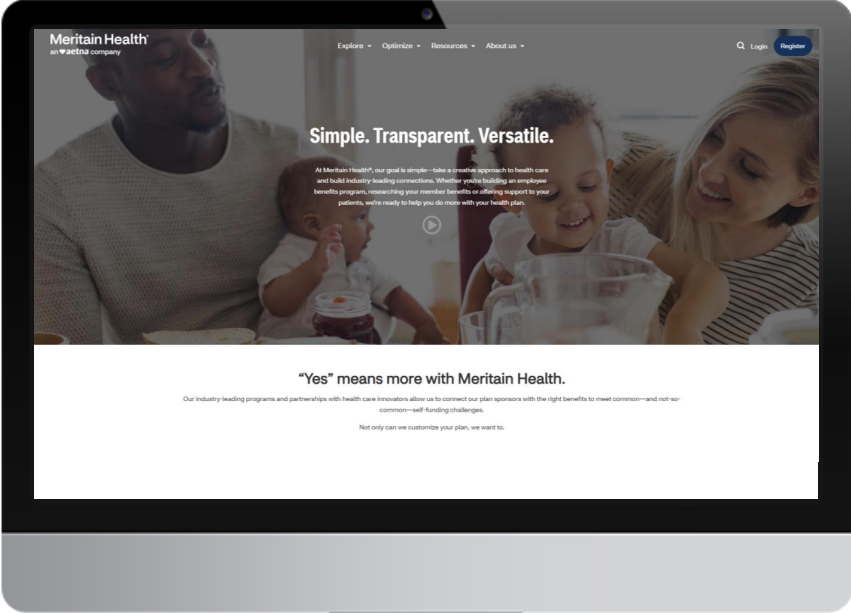 Meritain Health®
an aetna company
Explore Optimize Resources About us
Login Register
Simple. Transparent. Versatile.
At Meritain Health®, our goal is simple—take a creative approach to health care
and build industry-leading connections. Whether you're building an employee
benefits program, researching your member benefits or offering support to your
patients, we're ready to help you do more with your health plan.
“Yes” means more with Meritain Health.
Our industry-leading programs and partnerships with health care innovators allow us to connect our plan sponsors with the right benefits to meet common—and not-so-
common—self-funding challenges.
Not only can we customize your plan, we want to.